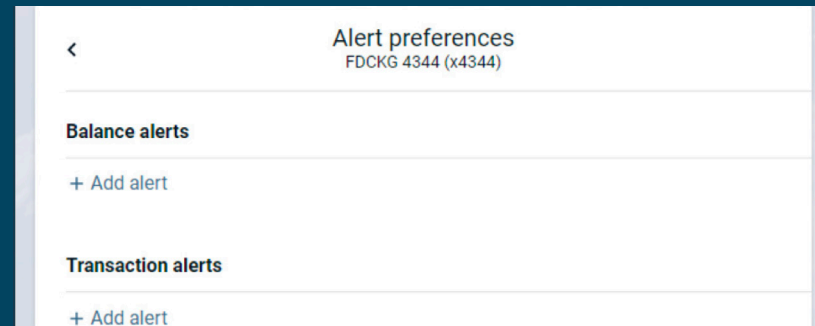 Alert preferences
FDCKG 4344 (x4344)
Balance alerts
+ Add alert
Transaction alerts
+ Add alert